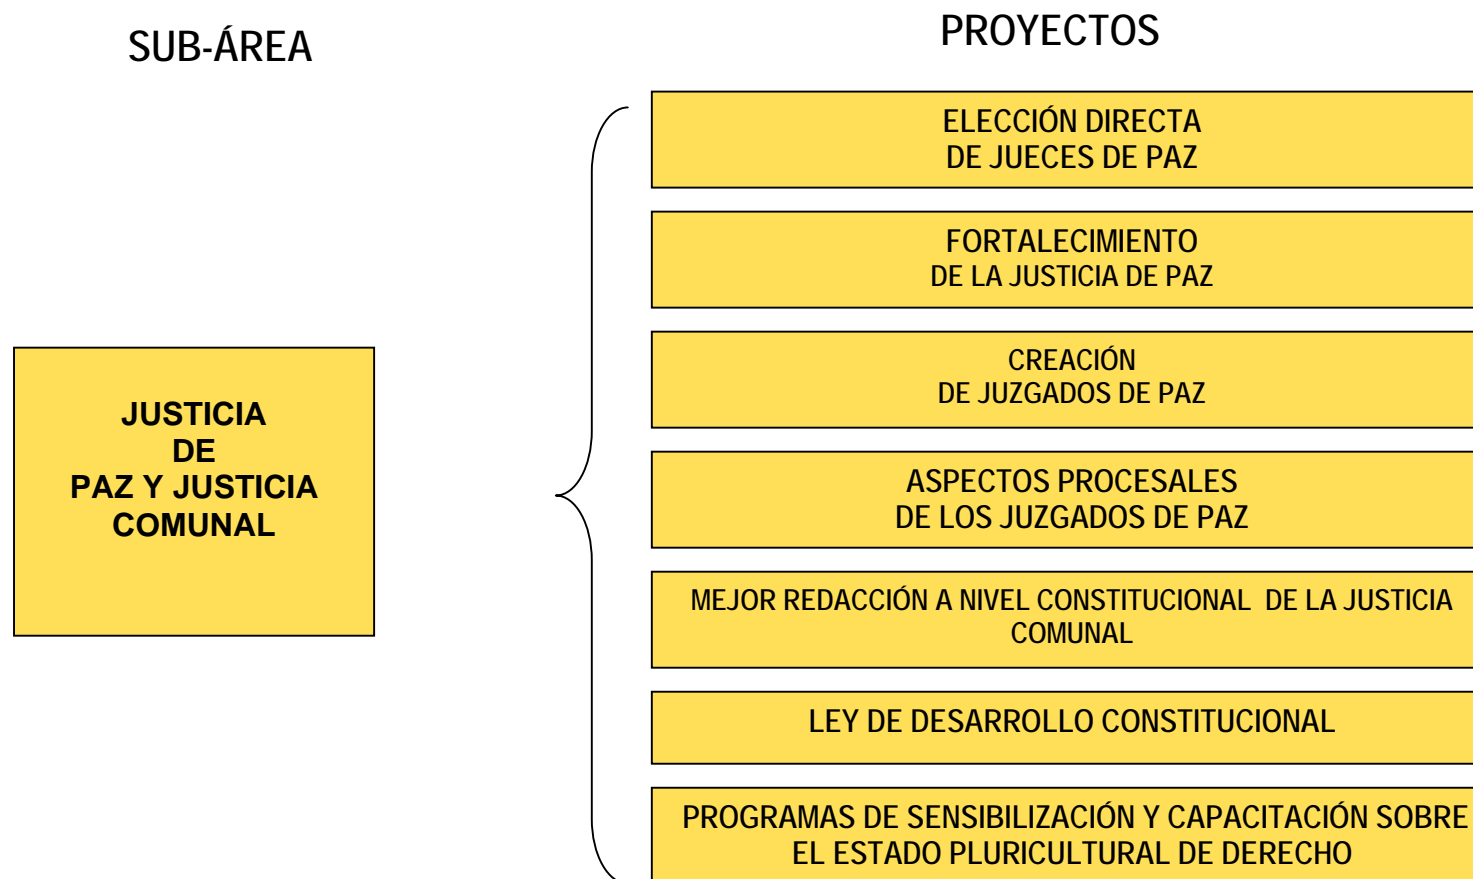 SUB-ÁREA
PROYECTOS
JUSTICIA
DE
PAZ Y JUSTICIA
COMUNAL
ELECCIÓN DIRECTA
DE JUECES DE PAZ
FORTALECIMIENTO
DE LA JUSTICIA DE PAZ
CREACIÓN
DE JUZGADOS DE PAZ
ASPECTOS PROCESALES
DE LOS JUZGADOS DE PAZ
MEJOR REDACCIÓN A NIVEL CONSTITUCIONAL DE LA JUSTICIA
COMUNAL
LEY DE DESARROLLO CONSTITUCIONAL
PROGRAMAS DE SENSIBILIZACIÓN Y CAPACITACIÓN SOBRE
EL ESTADO PLURICULTURAL DE DERECHO